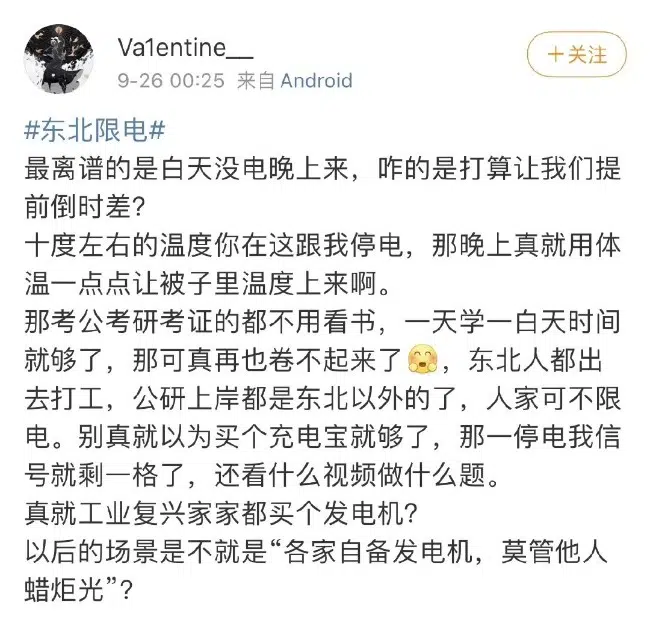 Va1entine__
+关注
9-26 00:25 来自 Android
#东北限电#
最离谱的是白天没电晚上来，咋的是打算让我们提
前倒时差？
十度左右的温度你在这跟我停电，那晚上真就用体
温一点点让被子里温度上来啊。
那考公考研考证的都不用看书，一天学一白天时间
就够了，那可真再也卷不起来了🤗，东北人都出
去打工，公研上岸都是东北以外的了，人家可不限
电。别真就以为买个充电宝就够了，那一停电我信
号就剩一格了，还看什么视频做什么题。
真就工业复兴家家都买个发电机？
以后的场景是不就是“各家自备发电机，莫管他人
蜡炬光”？